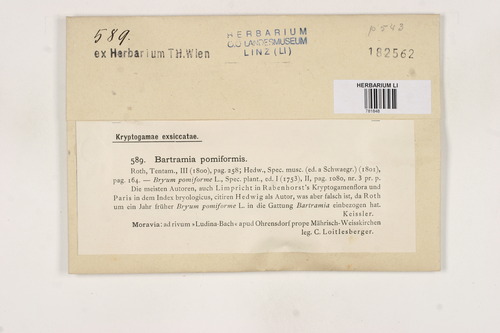 589.
ex Herbarium T.H. Wien
HERBARIUM
O.Ö. LANDESMUSEUM
LINZ (LI)
p 543
182562
HERBARIUM LI
Kryptogamae exsiccatae.
589. Bartramia pomiformis.
Roth, Tentam., III (1800), pag. 258; Hedw., Spec. musc. (ed. a Schwaegr.) (1801),
pag. 164. — Bryum pomiforme L., Spec. plant., ed. I (1753), II, pag. 1080, nr. 3 pr. p.
Die meisten Autoren, auch Limpricht in Rabenhorst's Kryptogamenflora und
Paris in dem Index bryologicus, citiren Hedwig als Autor, was aber falsch ist, da Roth
um ein Jahr früher Bryum pomiforme L. in die Gattung Bartramia einbezogen hat.
Keissler.
Moravia: ad rivum »Ludina-Bach« apud Ohrensdorf prope Mährisch-Weisskirchen
leg. C. Loitlesberger.